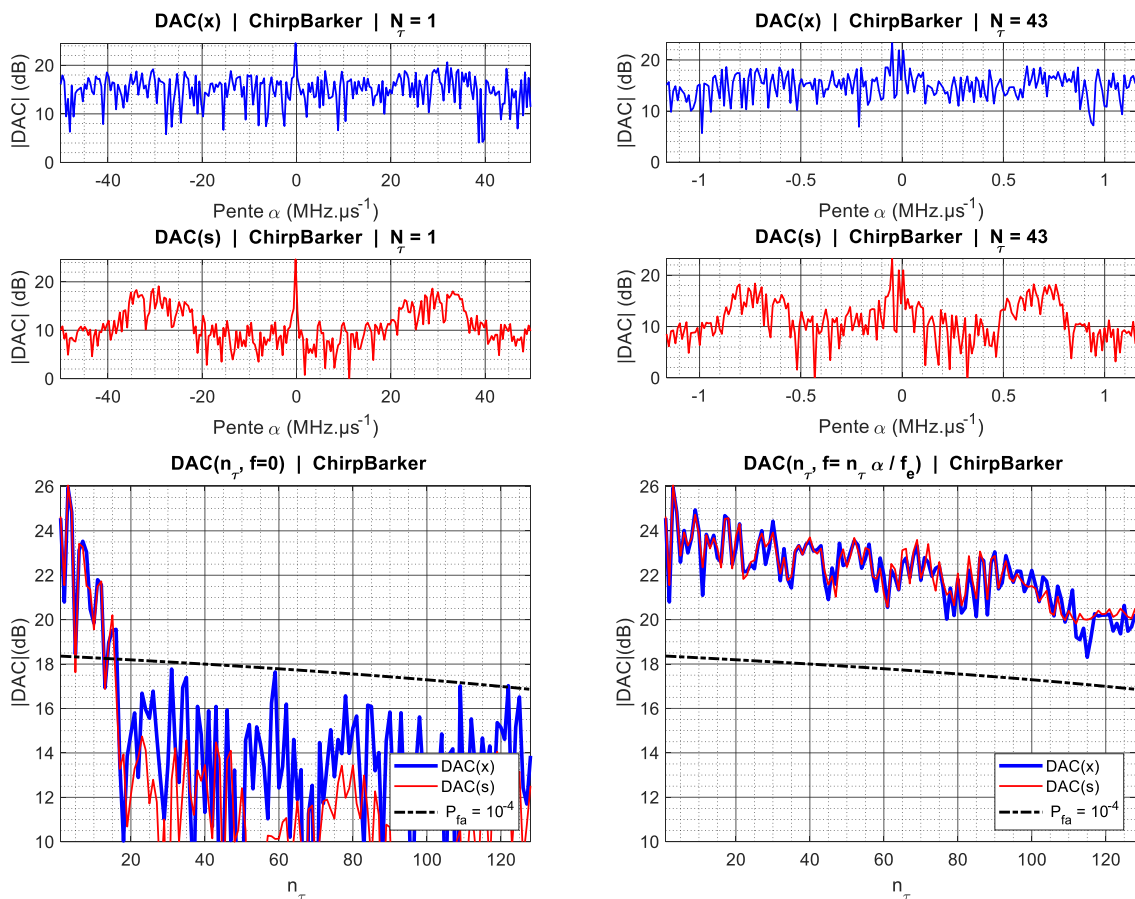 DAC(x) | ChirpBarker | N_τ = 1
|DAC| (dB)
20
10
0
-40 -20 0 20 40
Pente α (MHz.µs^-1)
DAC(x) | ChirpBarker | N_τ = 43
|DAC| (dB)
20
10
0
-1 -0.5 0 0.5 1
Pente α (MHz.µs^-1)
DAC(s) | ChirpBarker | N_τ = 1
|DAC| (dB)
20
10
0
-40 -20 0 20 40
Pente α (MHz.µs^-1)
DAC(s) | ChirpBarker | N_τ = 43
|DAC| (dB)
20
10
0
-1 -0.5 0 0.5 1
Pente α (MHz.µs^-1)
DAC(n_τ, f=0) | ChirpBarker
|DAC|(dB)
26
24
22
20
18
16
14
12
10
DAC(x)
DAC(s)
P_fa = 10^-4
20 40 60 80 100 120
n_τ
DAC(n_τ, f= n_τ α / f_e) | ChirpBarker
|DAC|(dB)
26
24
22
20
18
16
14
12
10
DAC(x)
DAC(s)
P_fa = 10^-4
20 40 60 80 100 120
n_τ